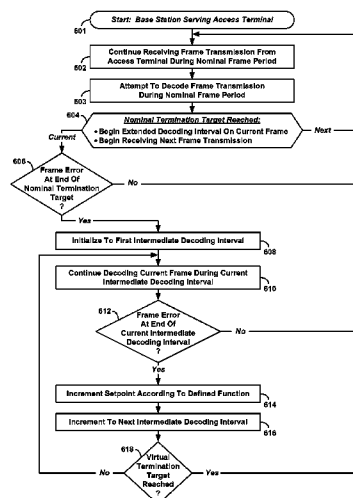 Start: Base Station Serving Access Terminal
601
Continue Receiving Frame Transmission From
Access Terminal During Nominal Frame Period
602
Attempt To Decode Frame Transmission
During Nominal Frame Period
603
604
Nominal Termination Target Reached:
• Begin Extended Decoding Interval On Current Frame
• Begin Receiving Next Frame Transmission
Current
Next
606
Frame Error
At End Of
Nominal Termination
Target
?
No
Yes
Initialize To First Intermediate Decoding Interval
608
Continue Decoding Current Frame During Current
Intermediate Decoding Interval
610
612
Frame Error
At End Of
Current Intermediate
Decoding Interval
?
No
Yes
Increment Setpoint According To Defined Function
614
Increment To Next Intermediate Decoding Interval
616
618
Virtual
Termination
Target
Reached
?
No
Yes